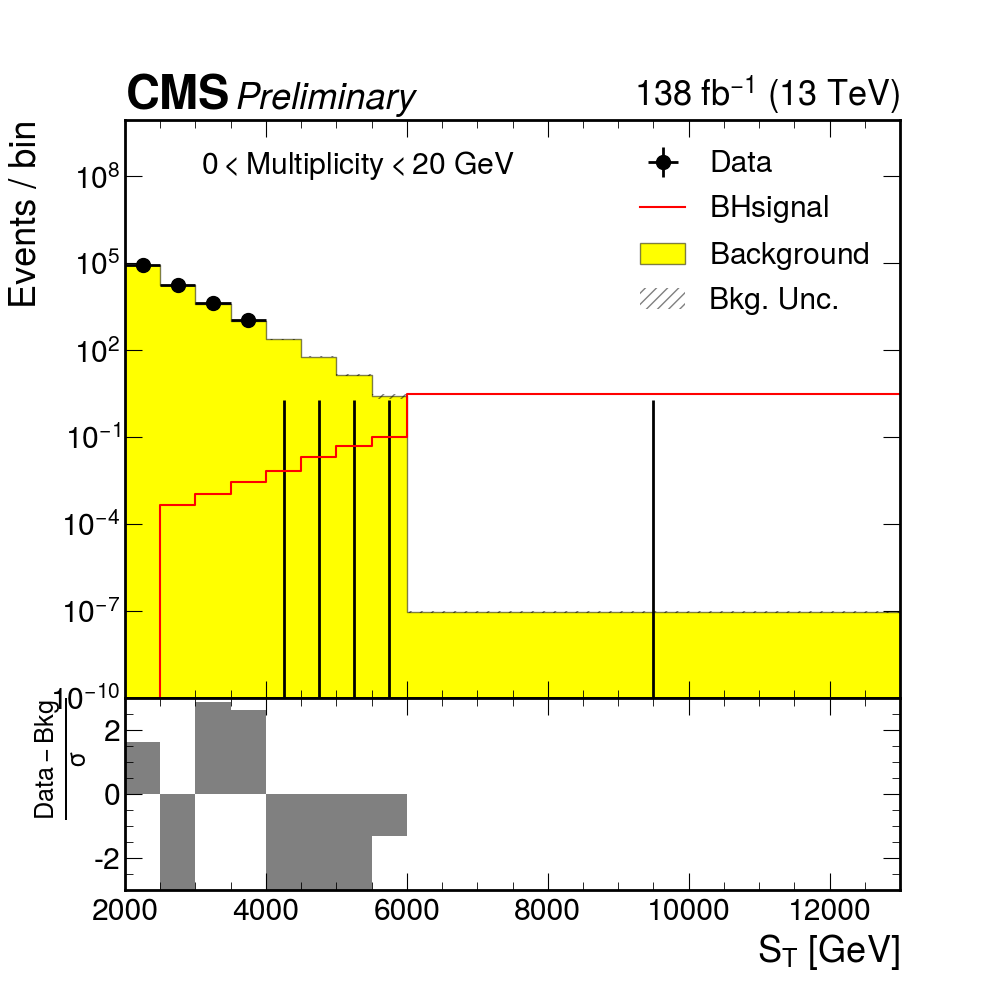 CMS Preliminary
138 fb⁻¹ (13 TeV)
Events / bin
0 < Multiplicity < 20 GeV
Data
BHsignal
Background
Bkg. Unc.
10⁸
10⁵
10²
10⁻¹
10⁻⁴
10⁻⁷
10⁻¹⁰
Data – Bkg
σ
2
0
-2
2000 4000 6000 8000 10000 12000
S_T [GeV]